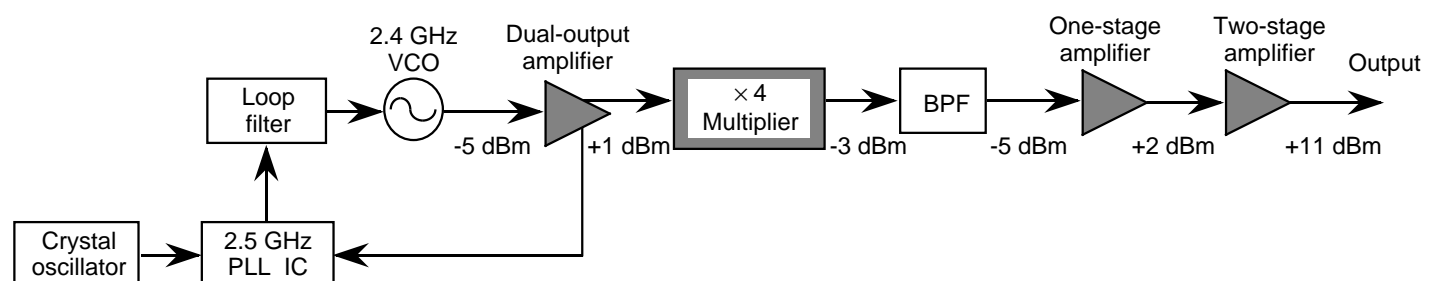 2.4 GHz
VCO
Dual-output
amplifier
One-stage
amplifier
Two-stage
amplifier
Output
Loop
filter
× 4
Multiplier
BPF
-5 dBm
+1 dBm
-3 dBm
-5 dBm
+2 dBm
+11 dBm
Crystal
oscillator
2.5 GHz
PLL IC